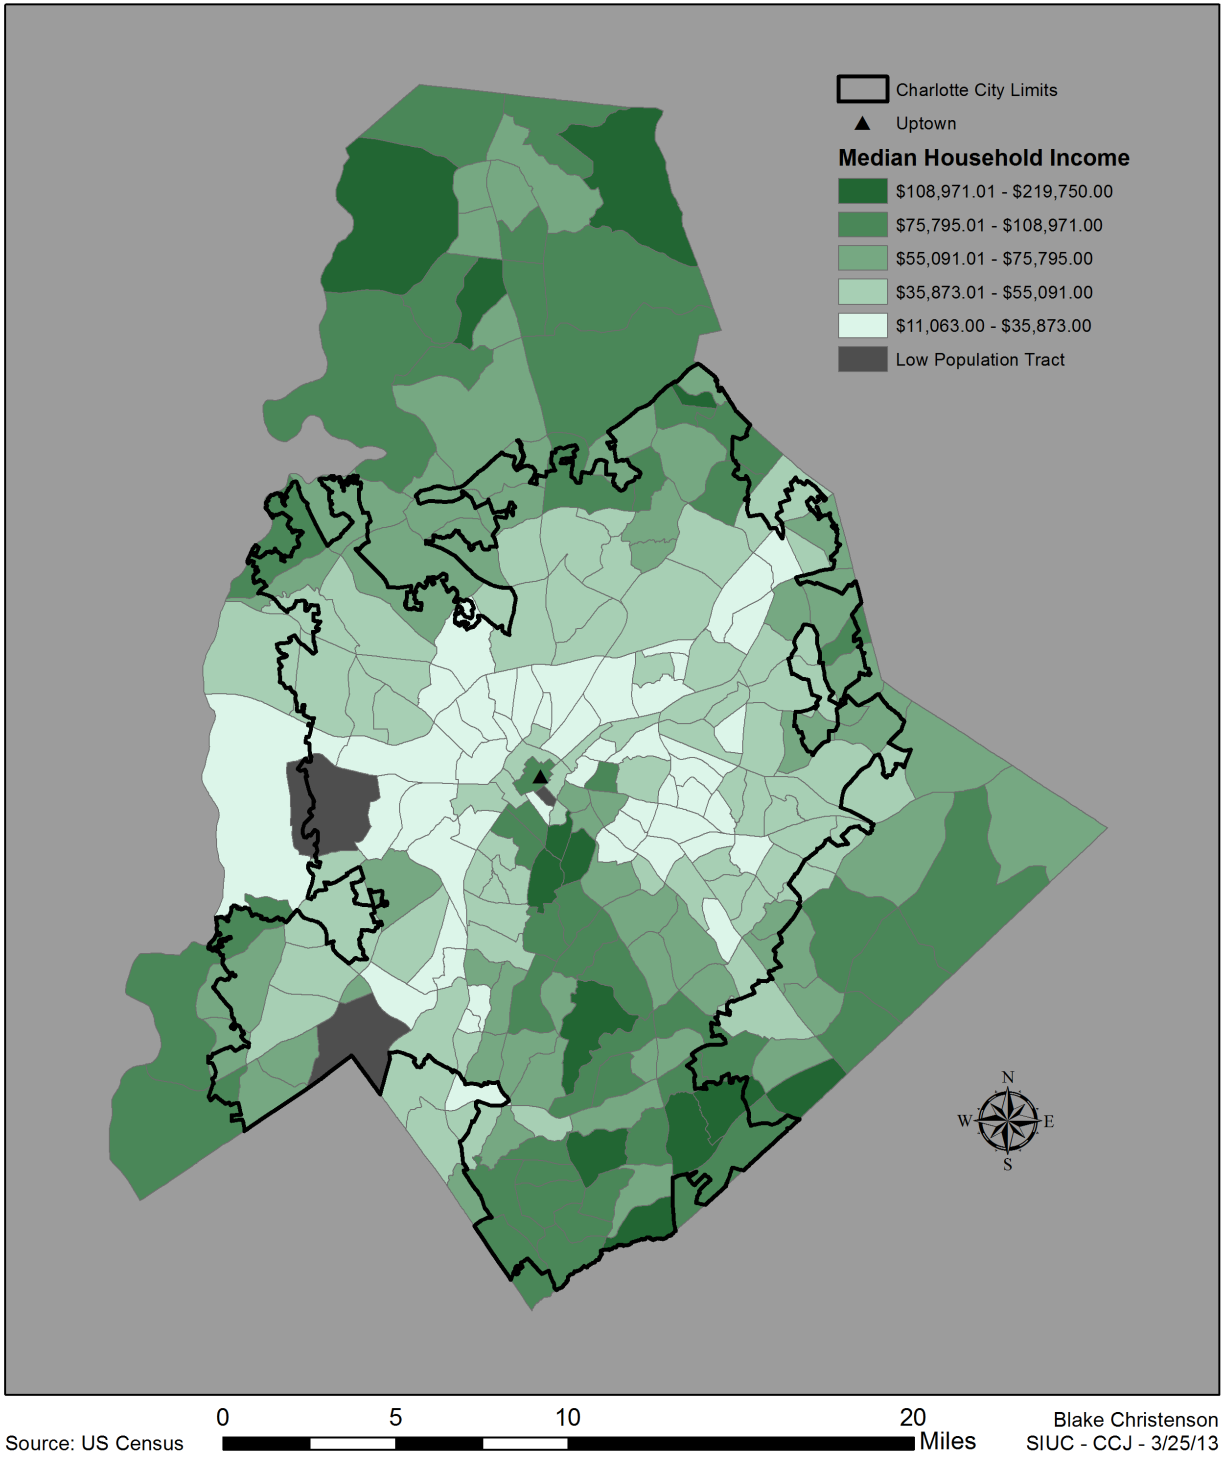 Charlotte City Limits
Uptown
Median Household Income
$108,971.01 - $219,750.00
$75,795.01 - $108,971.00
$55,091.01 - $75,795.00
$35,873.01 - $55,091.00
$11,063.00 - $35,873.00
Low Population Tract
N
W E
S
0 5 10 20
Miles
Source: US Census
Blake Christenson
SIUC - CCJ - 3/25/13